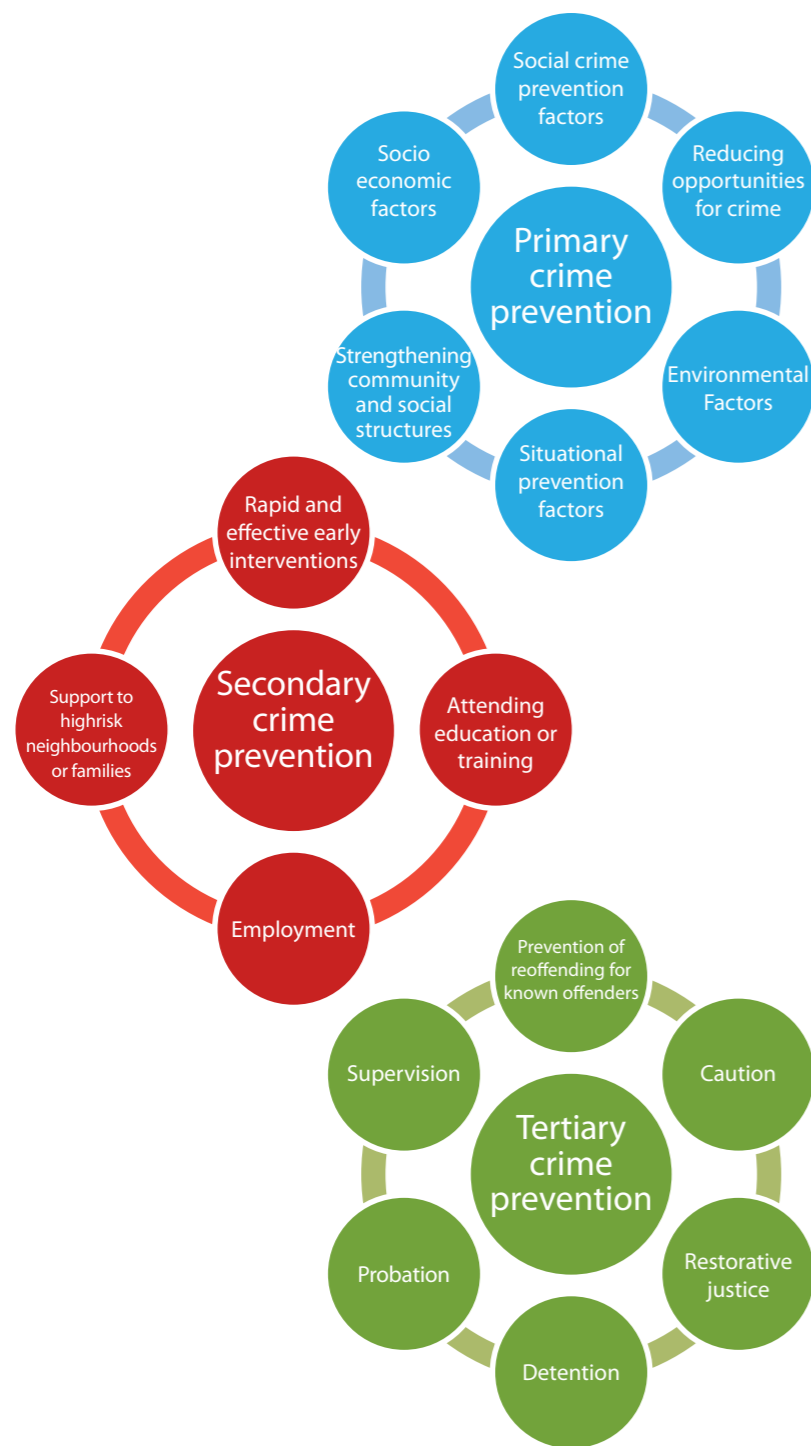 Social crime
prevention
factors
Reducing
opportunities
for crime
Environmental
Factors
Situational
prevention
factors
Strengthening
community
and social
structures
Socio
economic
factors
Primary
crime
prevention
Rapid and
effective early
interventions
Attending
education or
training
Employment
Support to
highrisk
neighbourhoods
or families
Secondary
crime
prevention
Prevention of
reoffending for
known offenders
Caution
Restorative
justice
Detention
Probation
Supervision
Tertiary
crime
prevention